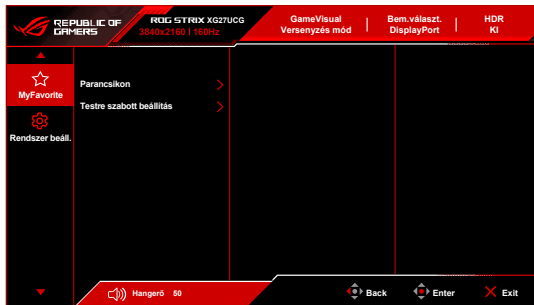 REPUBLIC OF
GAMERS
ROG STRIX XG27UCG
3840x2160 | 160Hz
GameVisual
Versenyzés mód
Bem.választ.
DisplayPort
HDR
KI
MyFavorite
Rendszer beáll.
Parancsikon
Testre szabott beállítás
Hangerő 50
Back
Enter
Exit